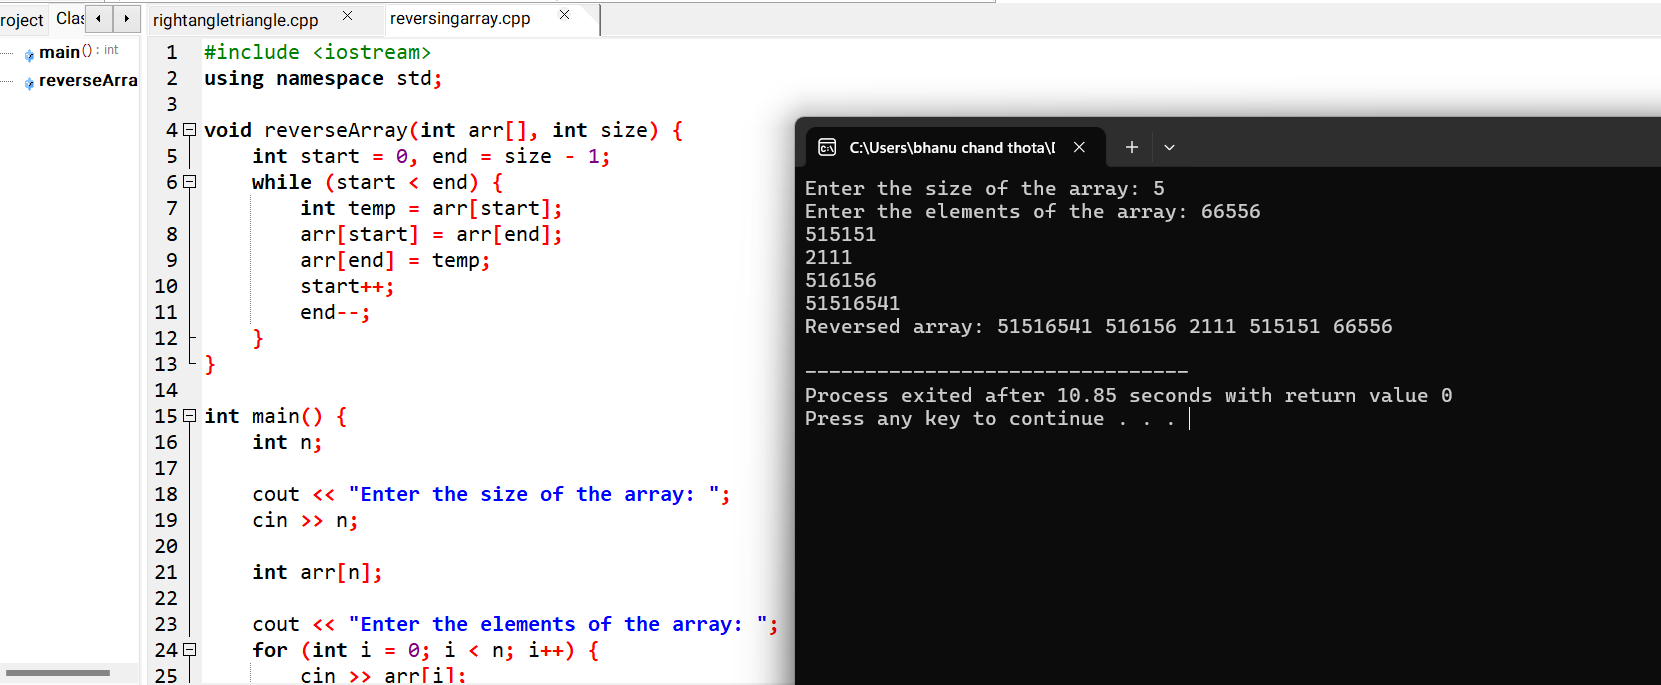 roject Clas
rightangletriangle.cpp reversingarray.cpp
main() : int
reverseArra
1 #include <iostream>
2 using namespace std;
3
4 void reverseArray(int arr[], int size) {
5 int start = 0, end = size - 1;
6 while (start < end) {
7 int temp = arr[start];
8 arr[start] = arr[end];
9 arr[end] = temp;
10 start++;
11 end--;
12 }
13 }
14
15 int main() {
16 int n;
17
18 cout << "Enter the size of the array: ";
19 cin >> n;
20
21 int arr[n];
22
23 cout << "Enter the elements of the array: ";
24 for (int i = 0; i < n; i++) {
25 cin >> arr[i];
C:\Users\bhanu chand thota\
Enter the size of the array: 5
Enter the elements of the array: 66556
515151
2111
516156
51516541
Reversed array: 51516541 516156 2111 515151 66556
--------------------------------
Process exited after 10.85 seconds with return value 0
Press any key to continue . . .